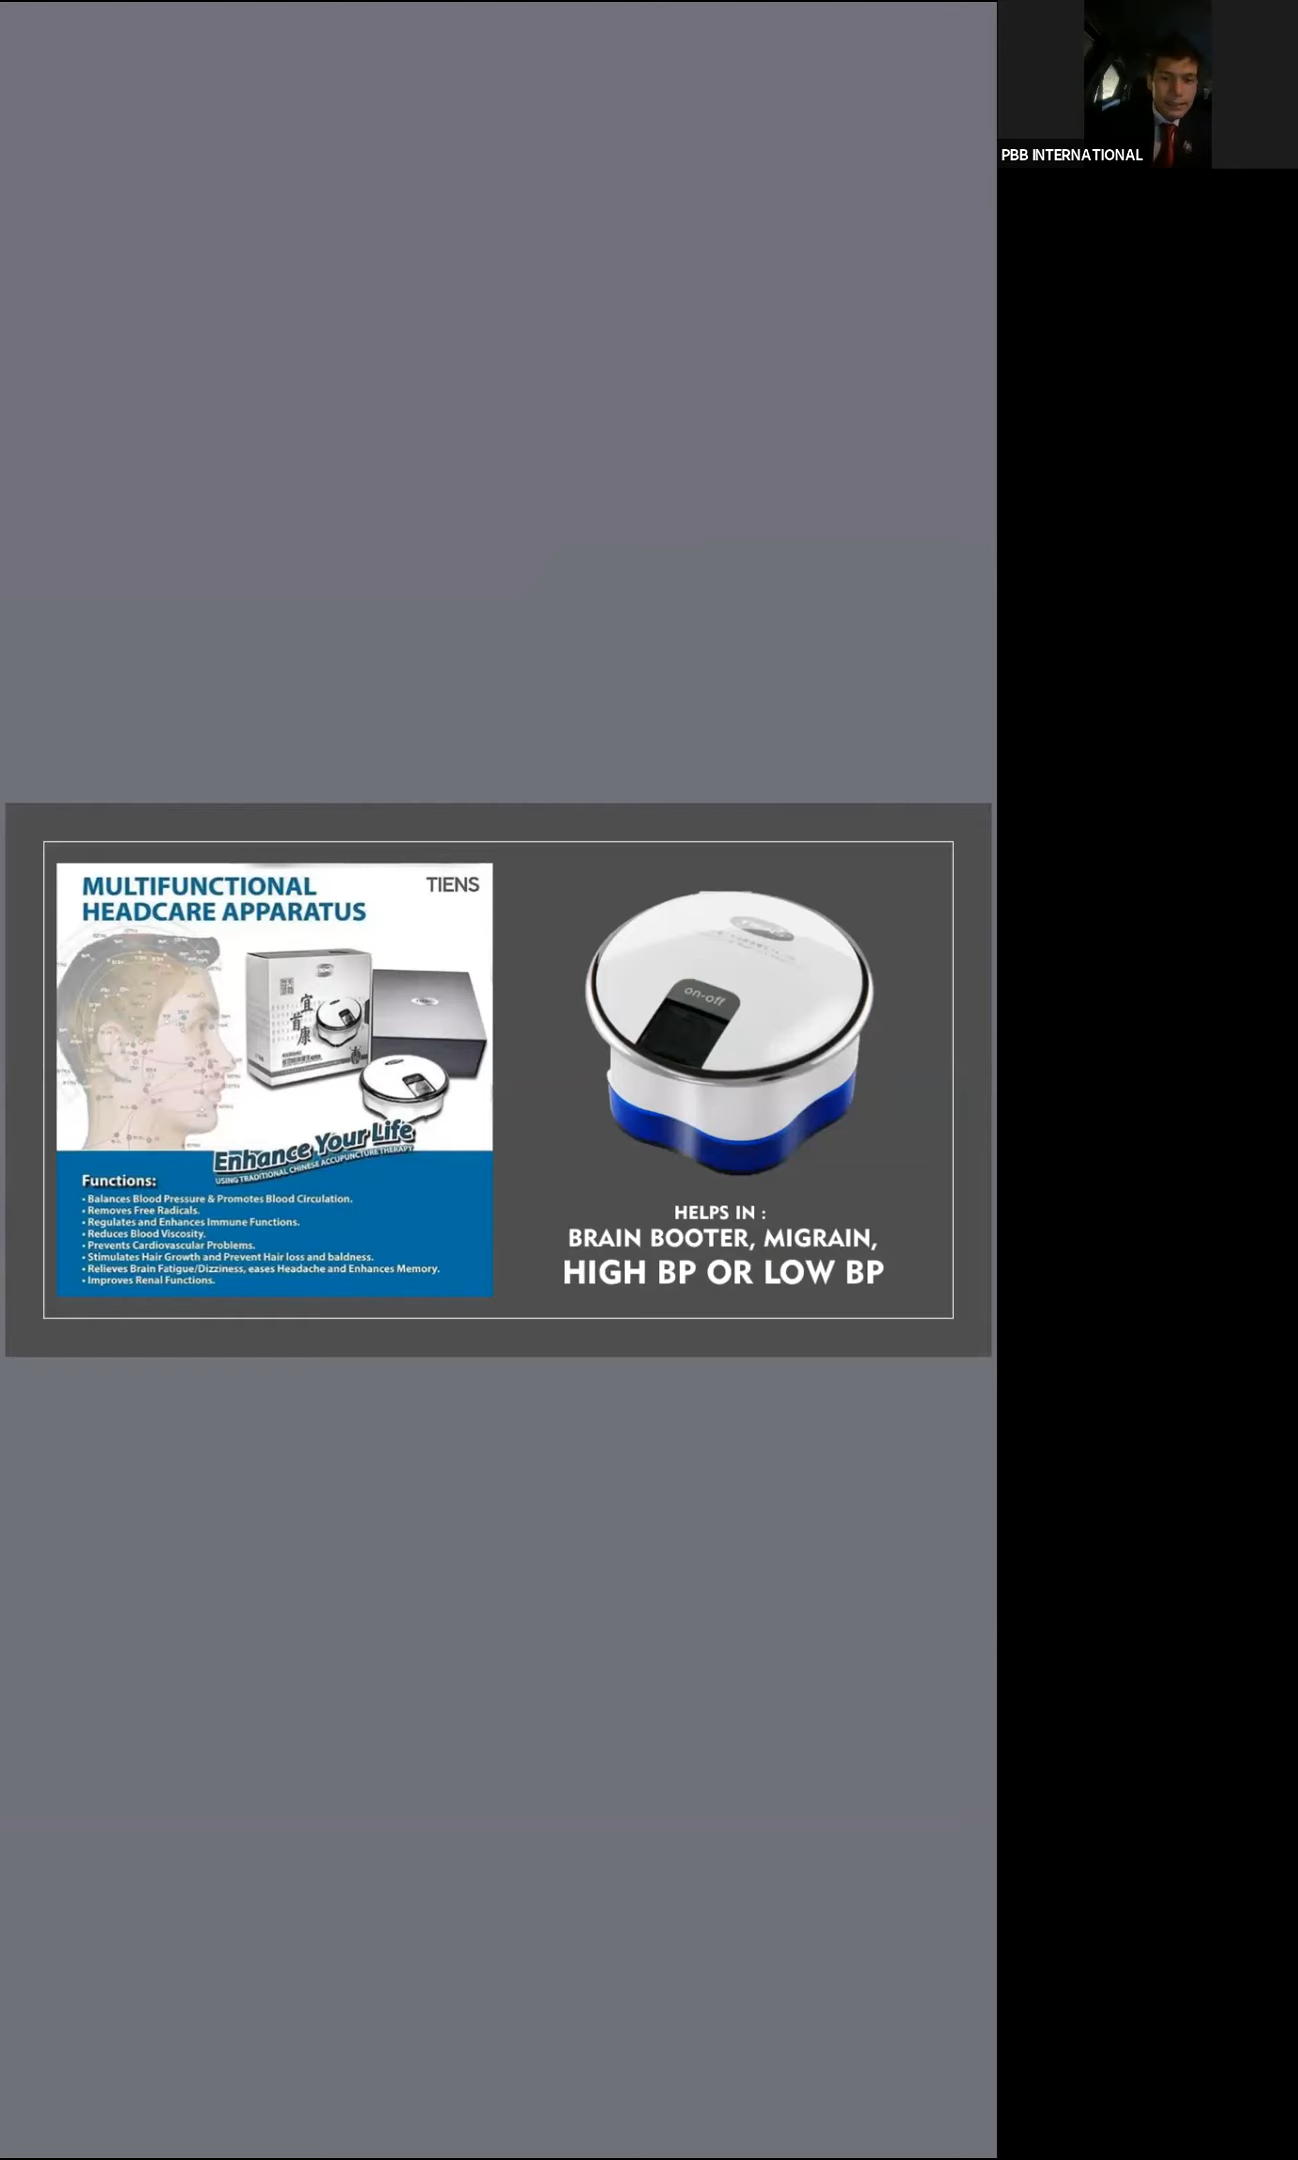 PBB INTERNATIONAL
MULTIFUNCTIONAL
HEADCARE APPARATUS
TIENS
宜
首
康
Enhance Your Life
USING TRADITIONAL CHINESE ACCUPUNCTURE THERAPY
Functions:
• Balances Blood Pressure & Promotes Blood Circulation.
• Removes Free Radicals.
• Regulates and Enhances Immune Functions.
• Reduces Blood Viscosity.
• Prevents Cardiovascular Problems.
• Stimulates Hair Growth and Prevent Hair loss and baldness.
• Relieves Brain Fatigue/Dizziness, eases Headache and Enhances Memory.
• Improves Renal Functions.
on-off
HELPS IN :
BRAIN BOOTER, MIGRAIN,
HIGH BP OR LOW BP